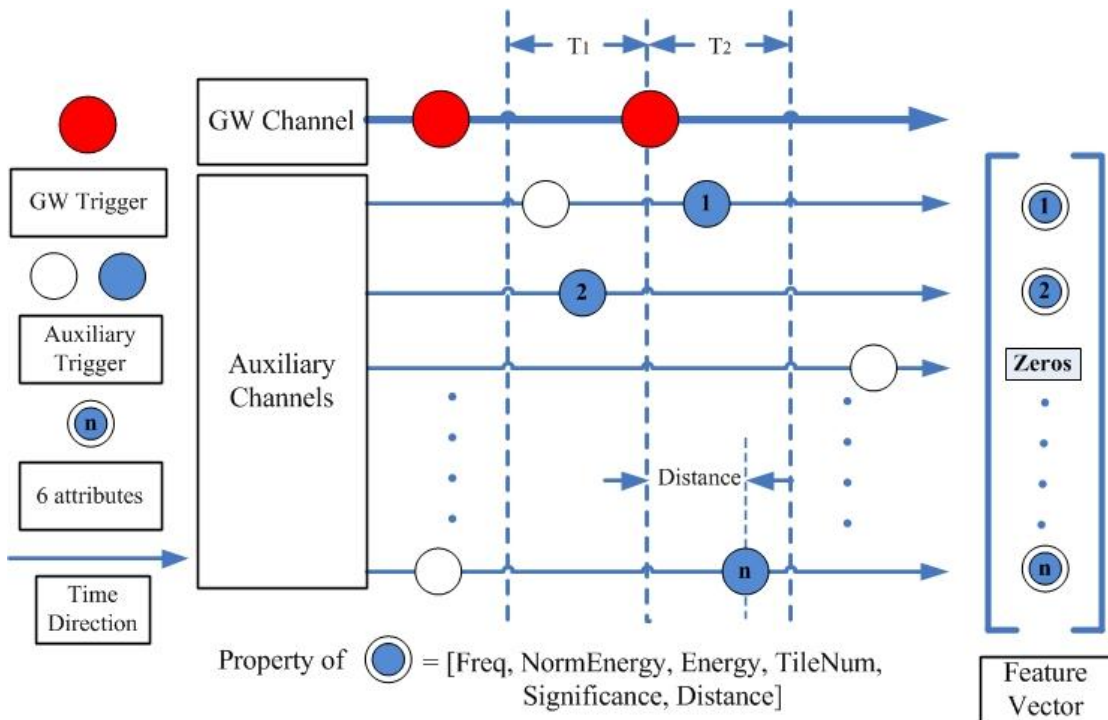 T1
T2
GW Channel
GW Trigger
1
1
2
2
Auxiliary
Trigger
Auxiliary
Channels
Zeros
n
6 attributes
Distance
n
n
Time
Direction
Property of = [Freq, NormEnergy, Energy, TileNum,
Significance, Distance]
Feature
Vector